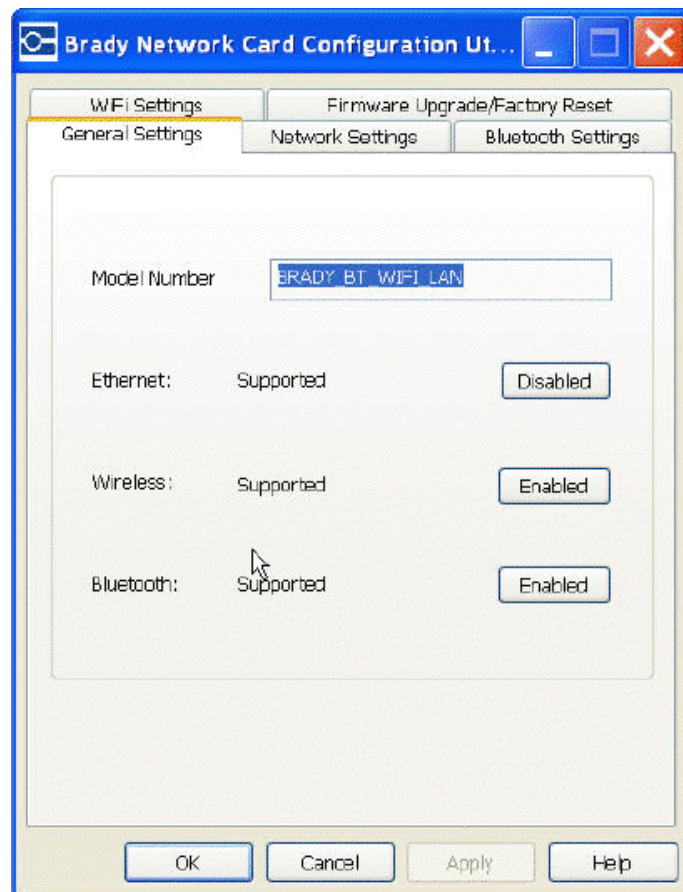 Brady Network Card Configuration Ut...
WiFi Settings
Firmware Upgrade/Factory Reset
General Settings
Network Settings
Bluetooth Settings
Model Number
BRADY_BT_WIFI_LAN
Ethernet: Supported Disabled
Wireless: Supported Enabled
Bluetooth: Supported Enabled
OK Cancel Apply Help